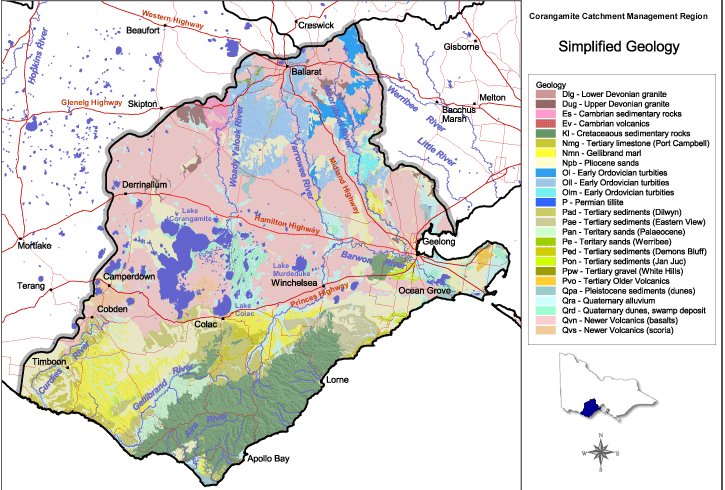 Corangamite Catchment Management Region
Simplified Geology
Geology
Dlg - Lower Devonian granite
Dug - Upper Devonian granite
Es - Cambrian sedimentary rocks
Ev - Cambrian volcanics
Kl - Cretaceous sedimentary rocks
Nmg - Tertiary limestone (Port Campbell)
Nmn - Gellibrand marl
Npb - Pliocene sands
Ol - Early Ordovician turbities
Oll - Early Ordovician turbities
Olm - Early Ordovician turbities
P - Permian tillite
Pad - Tertiary sediments (Dilwyn)
Pae - Tertiary sediments (Eastern View)
Pan - Teritary sands (Palaeocene)
Pe - Teritary sands (Werribee)
Ped - Tertiary sediments (Demons Bluff)
Pon - Tertiary sediments (Jan Juc)
Ppw - Tertiary gravel (White Hills)
Pvo - Tertiary Older Volcanics
Qpa - Pleistocene sediments (dunes)
Qra - Quaternary alluvium
Qrd - Quaternary dunes, swamp deposit
Qvn - Newer Volcanics (basalts)
Qvs - Newer Volcanics (scoria)
N
W
E
S
Western Highway
Creswick
Beaufort
Hopkins River
Gisborne
Ballarat
Glenelg Highway
Skipton
Melton
Bacchus
Marsh
Werribee River
Little River
Woady Yaloak River
Yarrowee River
Midland Highway
Derrinallum
Lake
Corangamite
Hamilton Highway
Mortlake
Geelong
Barwon
Lake
Murdeduke
Camperdown
Terang
Winchelsea
Ocean Grove
Princes Highway
Cobden
Lake
Colac
Colac
Timboon
Curdies River
Gellibrand River
Lorne
River
Apollo Bay